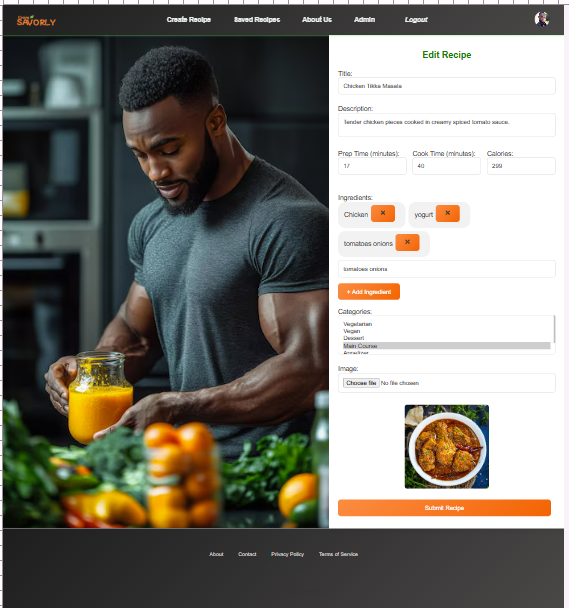 SAVORLY
Create Recipe Saved Recipes About Us Admin Logout
Edit Recipe
Title:
Chicken Tikka Masala
Description:
Tender chicken pieces cooked in creamy spiced tomato sauce.
Prep Time (minutes): Cook Time (minutes): Calories:
17 40 299
Ingredients:
Chicken × yogurt ×
tomatoes onions ×
tomatoes onions
+ Add Ingredient
Categories:
Vegetarian
Vegan
Dessert
Main Course
Appetizer
Image:
Choose file No file chosen
Submit Recipe
About Contact Privacy Policy Terms of Service